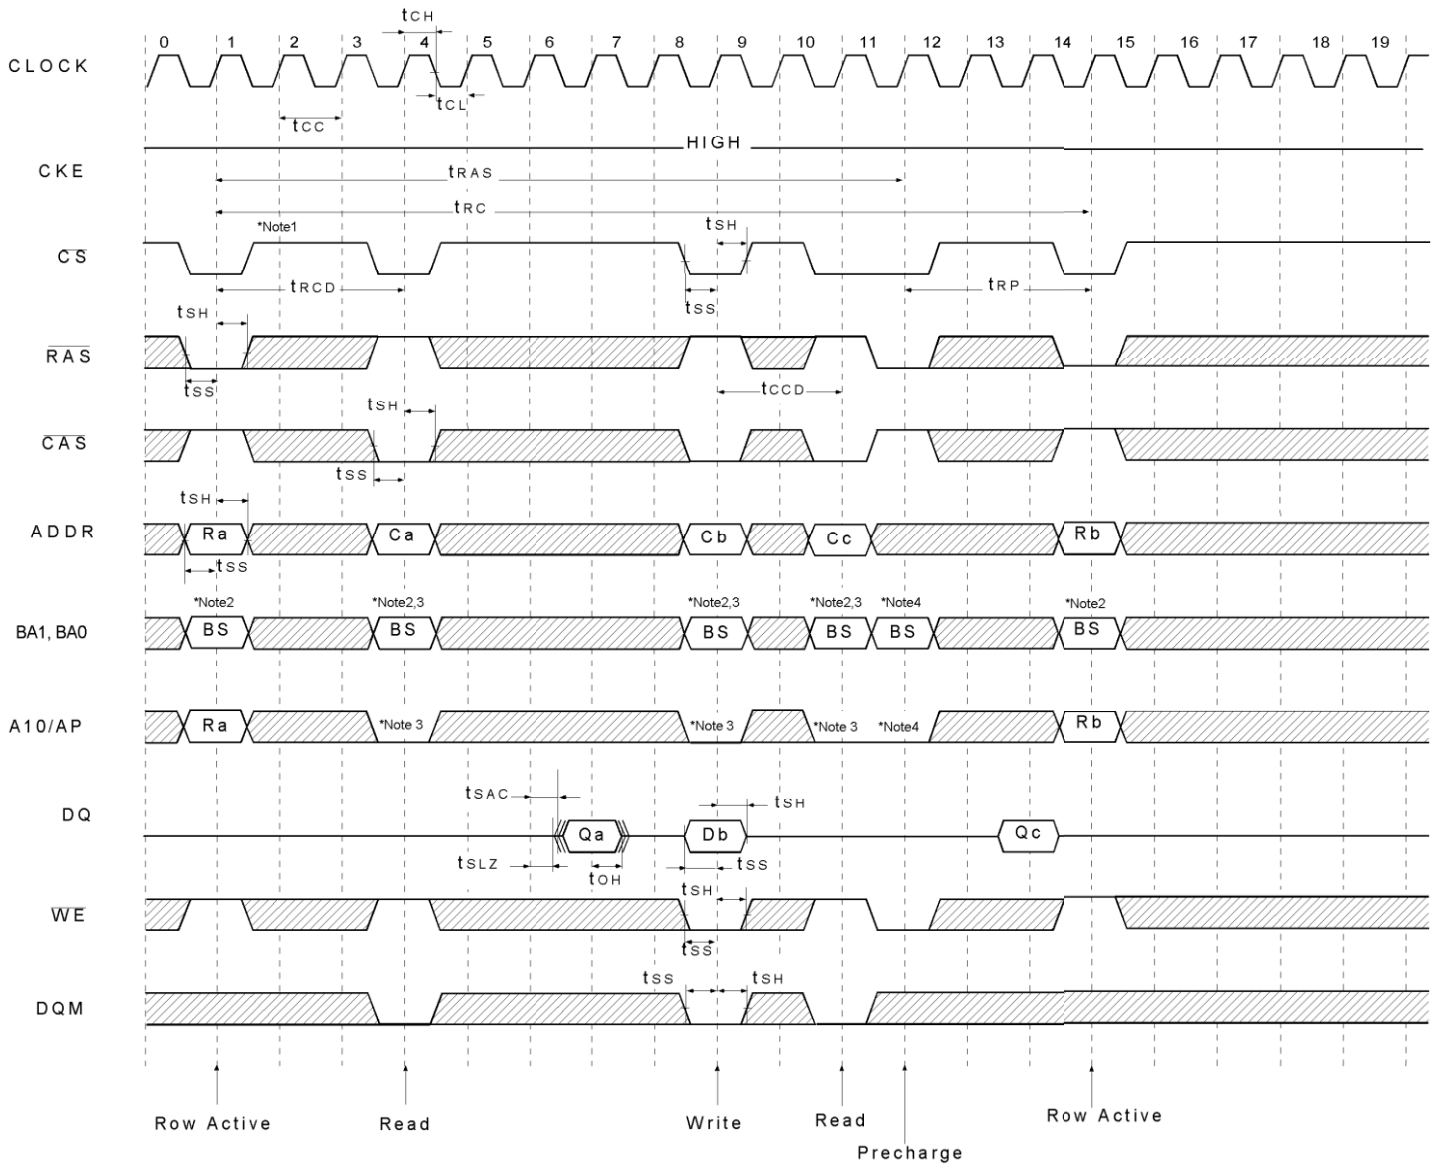 tCH
0 1 2 3 4 5 6 7 8 9 10 11 12 13 14 15 16 17 18 19
CLOCK
tCL
tCC
HIGH
CKE
tRAS
tRC
*Note1
tSH
CS
tRCD
tRP
tSS
tSH
RAS
tSS
tCCD
tSH
CAS
tSS
tSH
ADDR
Ra Ca Cb Cc Rb
tSS
*Note2 *Note2,3 *Note2,3 *Note2,3 *Note4 *Note2
BA1, BA0
BS BS BS BS BS BS
A10/AP
Ra *Note 3 *Note 3 *Note 3 *Note4 Rb
tSAC
tSH
DQ
Qa Db Qc
tSLZ
tOH
tSS
tSH
WE
tSS
tSS
tSH
DQM
Row Active
Read
Write
Read
Row Active
Precharge